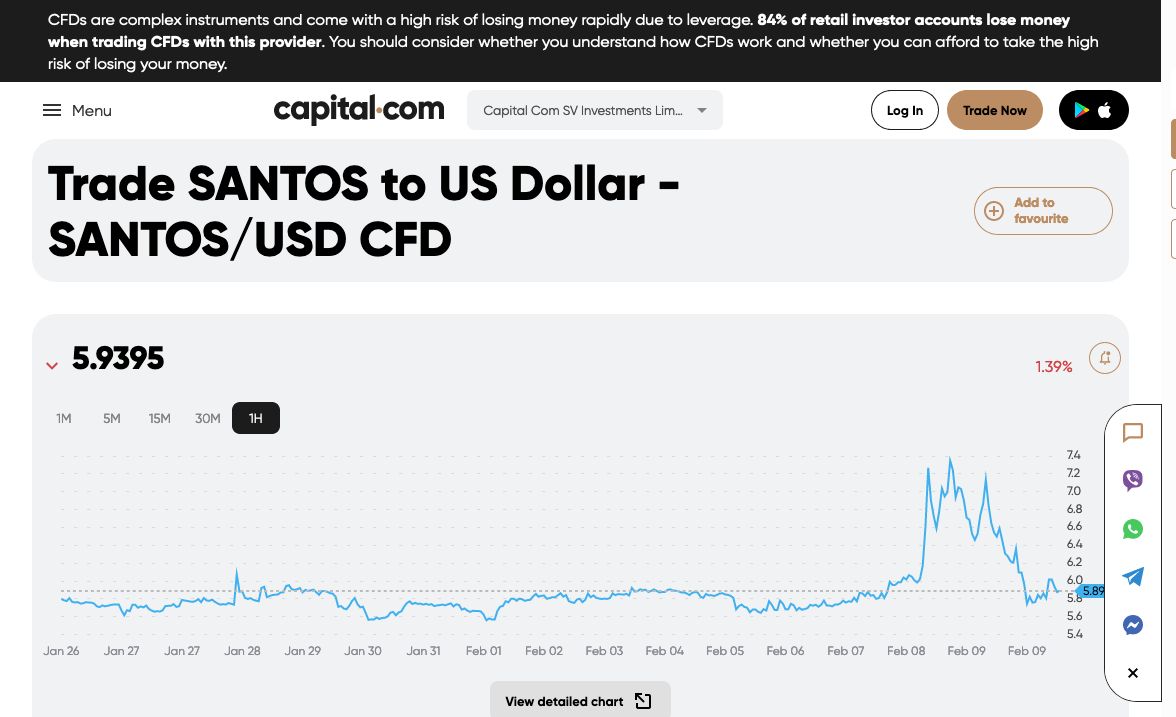 CFDs are complex instruments and come with a high risk of losing money rapidly due to leverage. 84% of retail investor accounts lose money
when trading CFDs with this provider. You should consider whether you understand how CFDs work and whether you can afford to take the high
risk of losing your money.
Menu
capital.com
Capital Com SV Investments Lim...
Log In
Trade Now
Trade SANTOS to US Dollar -
SANTOS/USD CFD
Add to
favourite
5.9395
1.39%
1M 5M 15M 30M 1H
7.4
7.2
7.0
6.8
6.6
6.4
6.2
6.0
5.89
5.8
5.6
5.4
Jan 26 Jan 27 Jan 27 Jan 28 Jan 29 Jan 30 Jan 31 Feb 01 Feb 02 Feb 03 Feb 04 Feb 05 Feb 06 Feb 07 Feb 08 Feb 09 Feb 09
View detailed chart